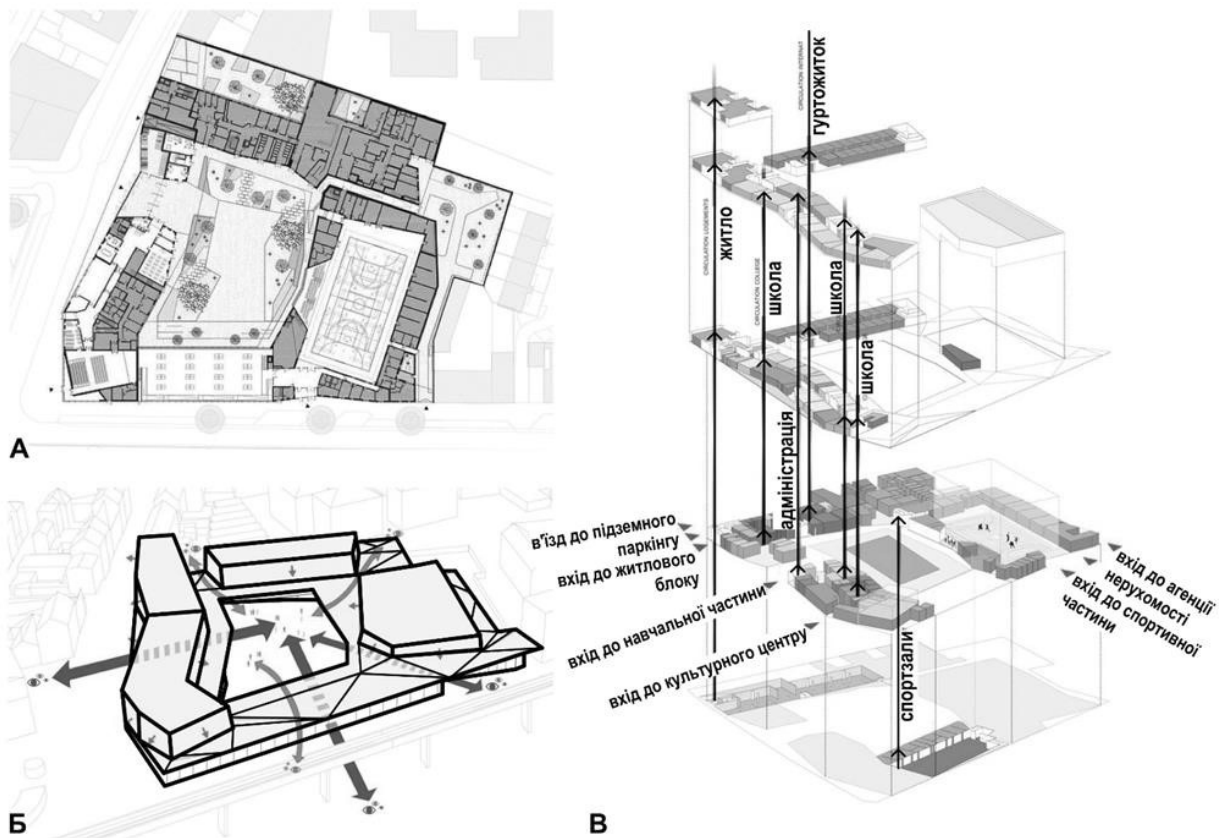 А
Б
В
CIRCULATION INTERNAT
гуртожиток
CIRCULATION LOGEMENTS
житло
CIRCULATION COLLEGE
школа
школа
школа
адміністрація
спортзали
в'їзд до підземного
паркінгу
вхід до житлового
блоку
вхід до навчальної частини
вхід до культурного центру
вхід до агенції
нерухомості
вхід до спортивної
частини